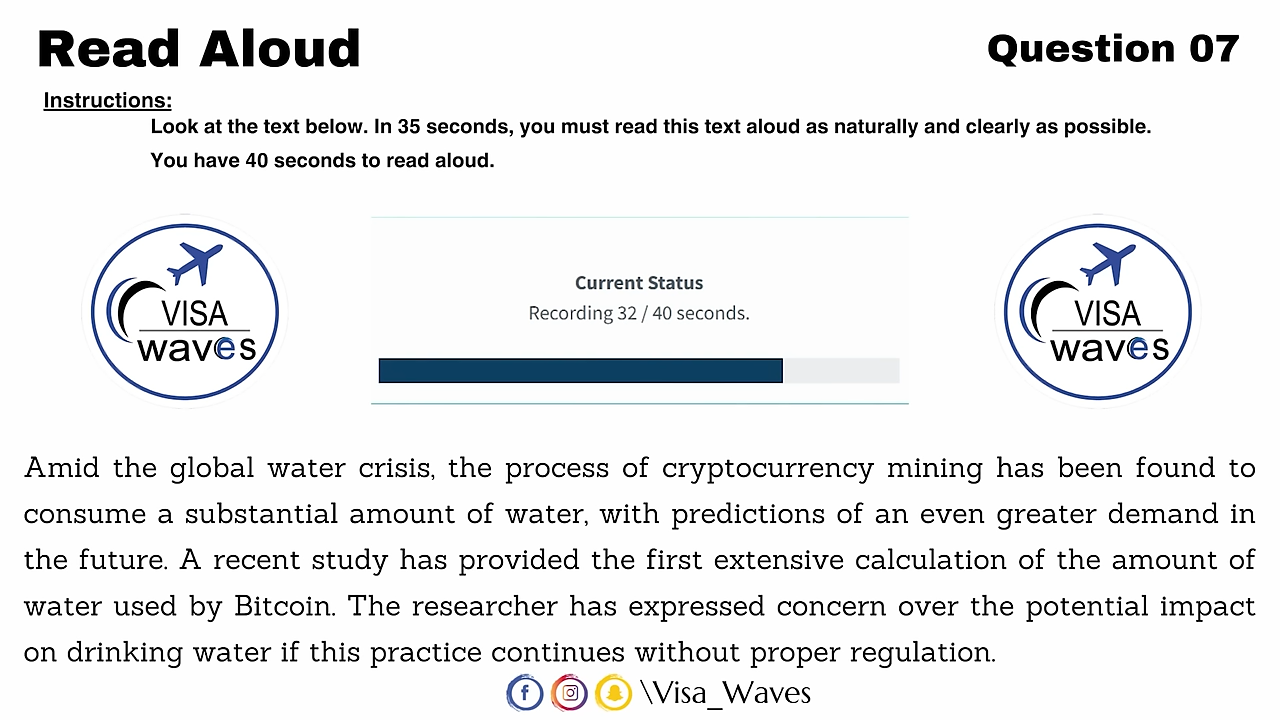 Read Aloud
Question 07
Instructions:
Look at the text below. In 35 seconds, you must read this text aloud as naturally and clearly as possible.
You have 40 seconds to read aloud.
VISA
waves
Current Status
Recording 32 / 40 seconds.
VISA
waves
Amid the global water crisis, the process of cryptocurrency mining has been found to
consume a substantial amount of water, with predictions of an even greater demand in
the future. A recent study has provided the first extensive calculation of the amount of
water used by Bitcoin. The researcher has expressed concern over the potential impact
on drinking water if this practice continues without proper regulation.
\Visa_Waves